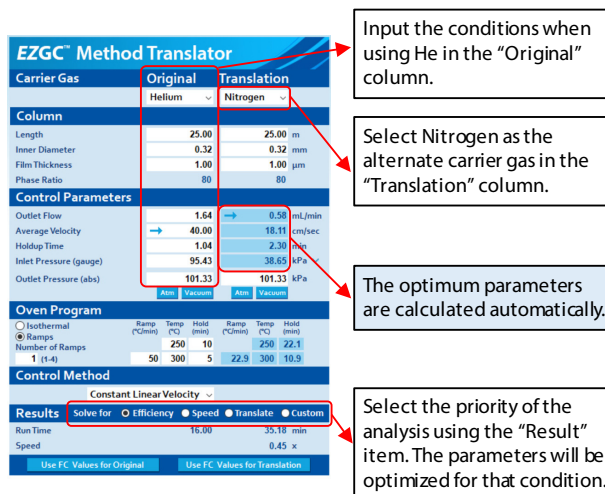 EZGC™ Method Translator
Carrier Gas Original Translation
Helium Nitrogen
Column
Length 25.00 25.00 m
Inner Diameter 0.32 0.32 mm
Film Thickness 1.00 1.00 µm
Phase Ratio 80 80
Control Parameters
Outlet Flow 1.64 0.58 mL/min
Average Velocity 40.00 18.11 cm/sec
Holdup Time 1.04 2.30 min
Inlet Pressure (gauge) 95.43 38.65 kPa
Outlet Pressure (abs) 101.33 101.33 kPa
Atm Vacuum Atm Vacuum
Oven Program
Isothermal Ramp Temp Hold Ramp Temp Hold
Ramps (°C/min) (°C) (min) (°C/min) (°C) (min)
Number of Ramps 250 10 250 22.1
1 (1-4) 50 300 5 22.9 300 10.9
Control Method
Constant Linear Velocity
Results Solve for Efficiency Speed Translate Custom
Run Time 16.00 35.18 min
Speed 0.45 x
Use FC Values for Original Use FC Values for Translation
Input the conditions when
using He in the “Original”
column.
Select Nitrogen as the
alternate carrier gas in the
“Translation” column.
The optimum parameters
are calculated automatically.
Select the priority of the
analysis using the “Result”
item. The parameters will be
optimized for that condition.